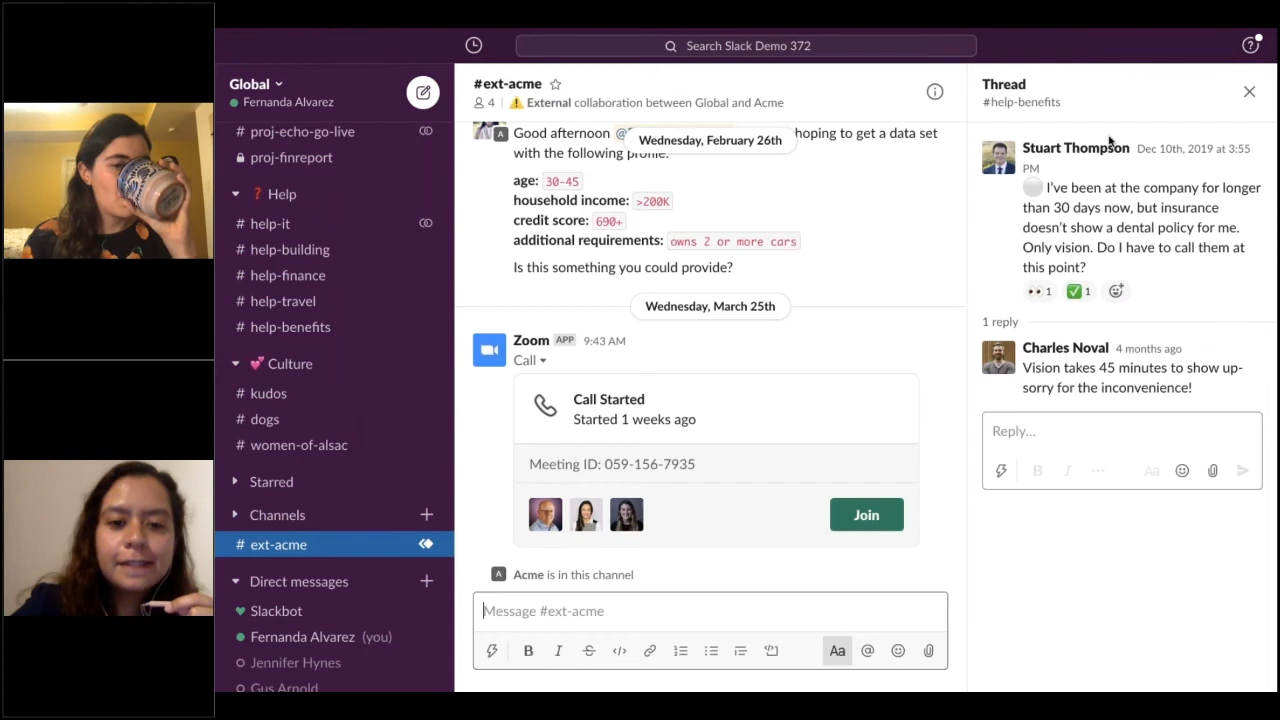 Search Slack Demo 372
Global
Fernanda Alvarez
# proj-echo-go-live
proj-finreport
❓ Help
# help-it
# help-building
# help-finance
# help-travel
# help-benefits
💕 Culture
# kudos
# dogs
# women-of-alsac
Starred
Channels +
# ext-acme
Direct messages +
Slackbot
Fernanda Alvarez (you)
Jennifer Hynes
Gus Arnold
#ext-acme
4 | ⚠️ External collaboration between Global and Acme
A Good afternoon @ hoping to get a data set
Wednesday, February 26th
with the following profile:
age: 30-45
household income: >200K
credit score: 690+
additional requirements: owns 2 or more cars
Is this something you could provide?
Wednesday, March 25th
Zoom APP 9:43 AM
Call
Call Started
Started 1 weeks ago
Meeting ID: 059-156-7935
Join
A Acme is in this channel
Message #ext-acme
B I S </> Aa @
Thread
#help-benefits
Stuart Thompson Dec 10th, 2019 at 3:55
PM
I've been at the company for longer
than 30 days now, but insurance
doesn't show a dental policy for me.
Only vision. Do I have to call them at
this point?
👀 1 ✅ 1
1 reply
Charles Noval 4 months ago
Vision takes 45 minutes to show up-
sorry for the inconvenience!
Reply...
B I ... Aa